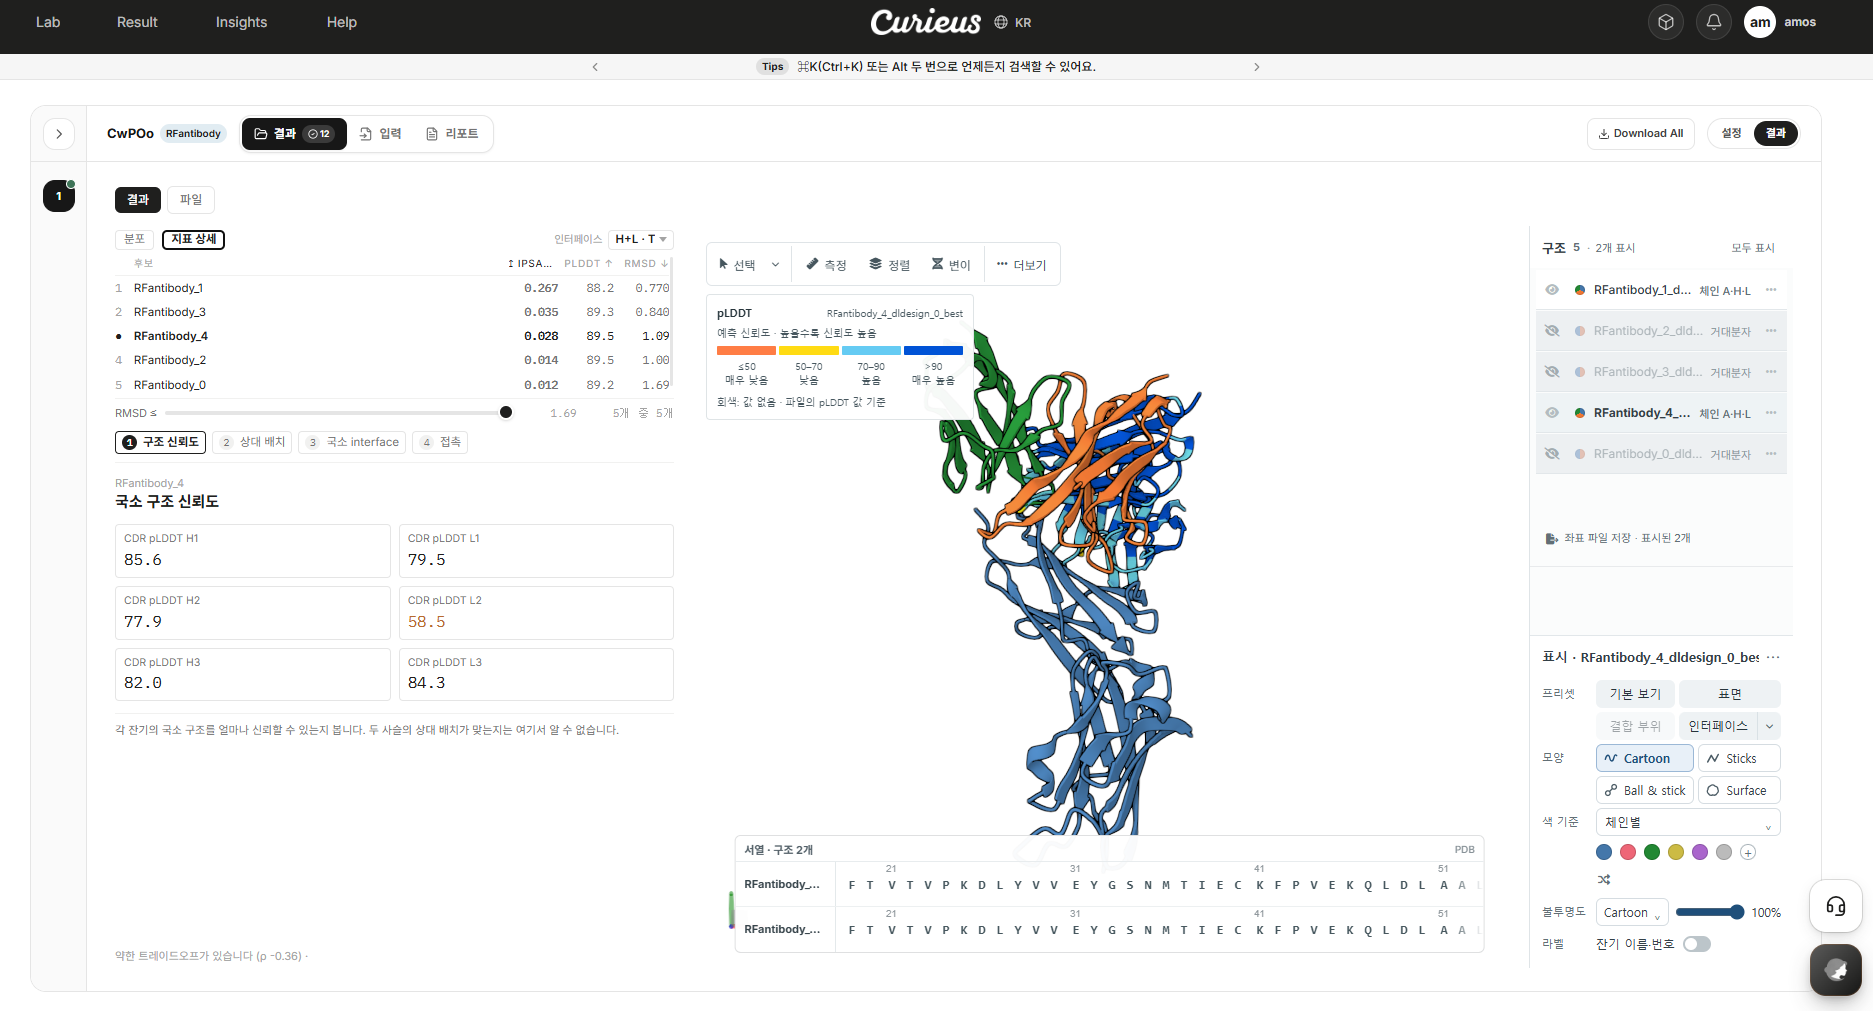 Lab
Result
Insights
Help
Curieus
KR
am
amos
Tips
⌘K(Ctrl+K) 또는 Alt 두 번으로 언제든지 검색할 수 있어요.
CwPOo
RFantibody
결과
12
입력
리포트
Download All
설정
결과
1
결과
파일
분포
지표 상세
인터페이스
H+L · T
후보
↥ IPSA...
PLDDT ↑
RMSD ↓
1 RFantibody_1 0.267 88.2 0.770
2 RFantibody_3 0.035 89.3 0.840
● RFantibody_4 0.028 89.5 1.09
4 RFantibody_2 0.014 89.5 1.00
5 RFantibody_0 0.012 89.2 1.69
RMSD ≤
1.69
5개 중 5개
1 구조 신뢰도
2 상대 배치
3 국소 interface
4 접촉
RFantibody_4
국소 구조 신뢰도
CDR pLDDT H1
85.6
CDR pLDDT L1
79.5
CDR pLDDT H2
77.9
CDR pLDDT L2
58.5
CDR pLDDT H3
82.0
CDR pLDDT L3
84.3
각 잔기의 국소 구조를 얼마나 신뢰할 수 있는지 봅니다. 두 사슬의 상대 배치가 맞는지는 여기서 알 수 없습니다.
약한 트레이드오프가 있습니다 (ρ -0.36) ·
선택
측정
정렬
변이
··· 더보기
pLDDT
RFantibody_4_dldesign_0_best
예측 신뢰도 · 높을수록 신뢰도 높음
≤50
매우 낮음
50–70
낮음
70–90
높음
>90
매우 높음
회색: 값 없음 · 파일의 pLDDT 값 기준
서열 · 구조 2개
PDB
21 31 41 51
RFantibody_... F T V T V P K D L Y V V E Y G S N M T I E C K F P V E K Q L D L A A L
21 31 41 51
RFantibody_... F T V T V P K D L Y V V E Y G S N M T I E C K F P V E K Q L D L A A L
구조 5 · 2개 표시
모두 표시
RFantibody_1_d... 체인 A·H·L ···
RFantibody_2_dld... 거대분자 ···
RFantibody_3_dld... 거대분자 ···
RFantibody_4_... 체인 A·H·L ···
RFantibody_0_dld... 거대분자 ···
좌표 파일 저장 · 표시된 2개
표시 · RFantibody_4_dldesign_0_bes ···
프리셋
기본 보기
표면
결합 부위
인터페이스
모양
Cartoon
Sticks
Ball & stick
Surface
색 기준
체인별
불투명도
Cartoon
100%
라벨
잔기 이름·번호